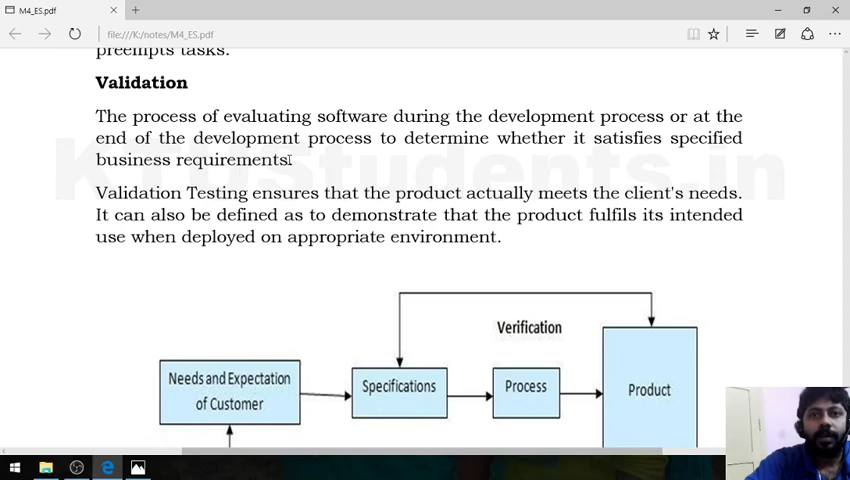 M4_ES.pdf
file:///K:/notes/M4_ES.pdf
preempts tasks.
Validation
The process of evaluating software during the development process or at the
end of the development process to determine whether it satisfies specified
business requirements.
Validation Testing ensures that the product actually meets the client's needs.
It can also be defined as to demonstrate that the product fulfils its intended
use when deployed on appropriate environment.
KTUStudents.in
Verification
Needs and Expectation
of Customer
Specifications
Process
Product